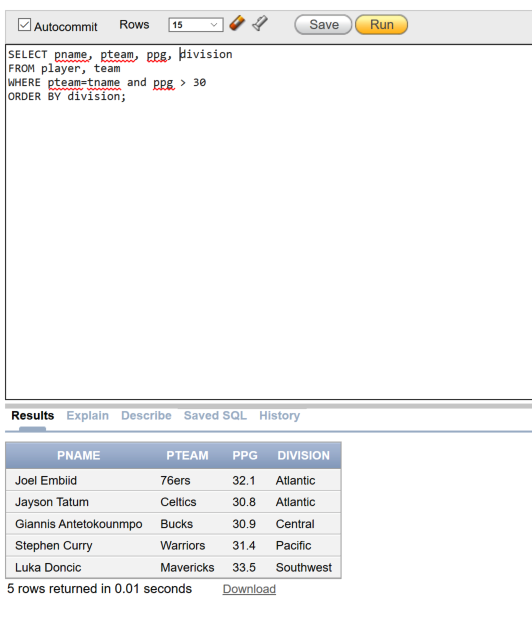 Autocommit Rows 15 Save Run
SELECT pname, pteam, ppg, division
FROM player, team
WHERE pteam=tname and ppg > 30
ORDER BY division;
Results Explain Describe Saved SQL History
PNAME PTEAM PPG DIVISION
Joel Embiid 76ers 32.1 Atlantic
Jayson Tatum Celtics 30.8 Atlantic
Giannis Antetokounmpo Bucks 30.9 Central
Stephen Curry Warriors 31.4 Pacific
Luka Doncic Mavericks 33.5 Southwest
5 rows returned in 0.01 seconds Download